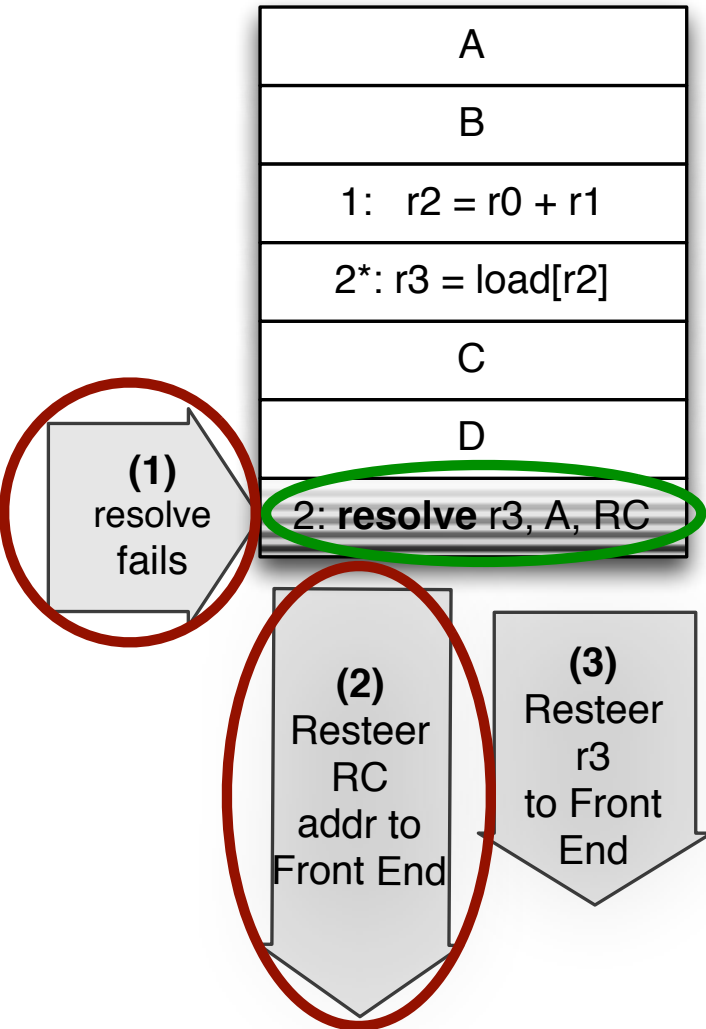 A
B
1: r2 = r0 + r1
2*: r3 = load[r2]
C
D
2: resolve r3, A, RC
(1)
resolve
fails
(2)
Resteer
RC
addr to
Front End
(3)
Resteer
r3
to Front
End